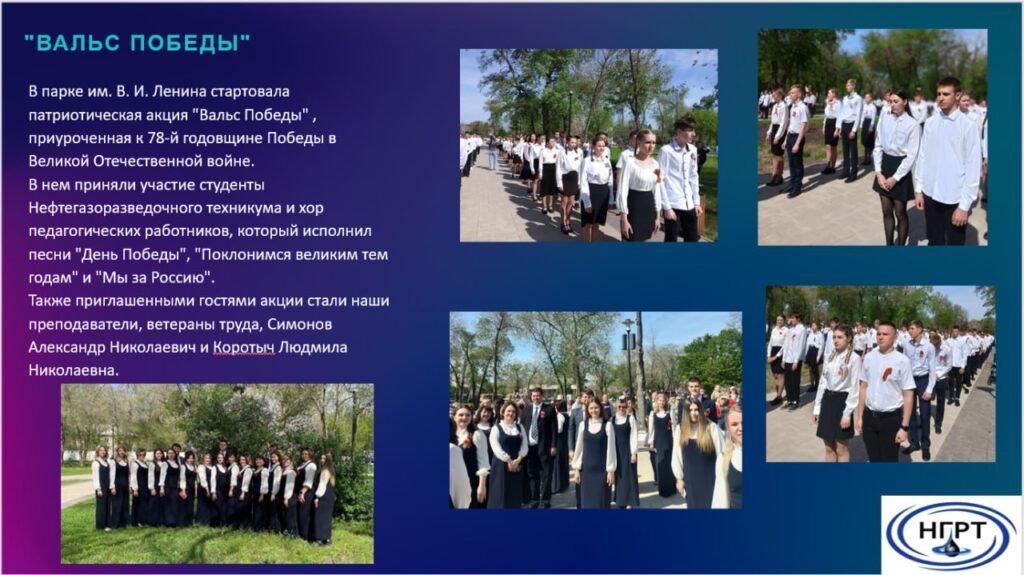 "ВАЛЬС ПОБЕДЫ"
В парке им. В. И. Ленина стартовала
патриотическая акция "Вальс Победы" ,
приуроченная к 78-й годовщине Победы в
Великой Отечественной войне.
В нем приняли участие студенты
Нефтегазоразведочного техникума и хор
педагогических работников, который исполнил
песни "День Победы", "Поклонимся великим тем
годам" и "Мы за Россию".
Также приглашенными гостями акции стали наши
преподаватели, ветераны труда, Симонов
Александр Николаевич и Коротыч Людмила
Николаевна.
НГРТ